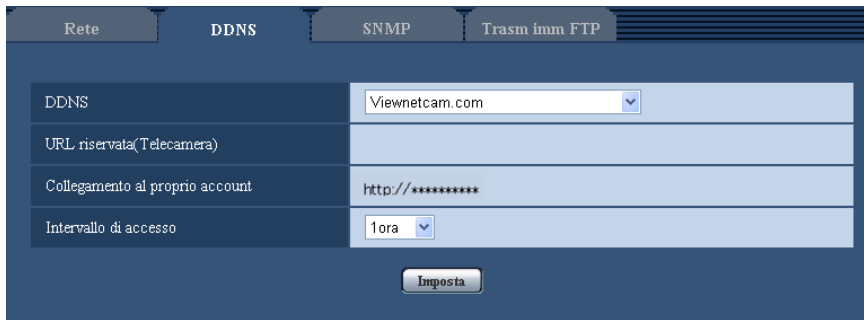 Rete DDNS SNMP Trasm imm FTP
DDNS Viewnetcam.com
URL riservata(Telecamera)
Collegamento al proprio account http://**********
Intervallo di accesso 1ora
Imposta